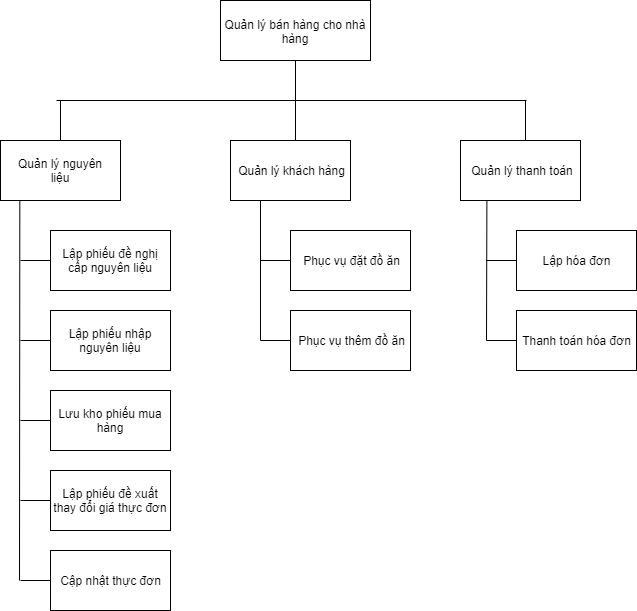 Quản lý bán hàng cho nhà
hàng
Quản lý nguyên
liệu
Quản lý khách hàng
Quản lý thanh toán
Lập phiếu đề nghị
cấp nguyên liệu
Phục vụ đặt đồ ăn
Lập hóa đơn
Lập phiếu nhập
nguyên liệu
Phục vụ thêm đồ ăn
Thanh toán hóa đơn
Lưu kho phiếu mua
hàng
Lập phiếu đề xuất
thay đổi giá thực đơn
Cập nhật thực đơn